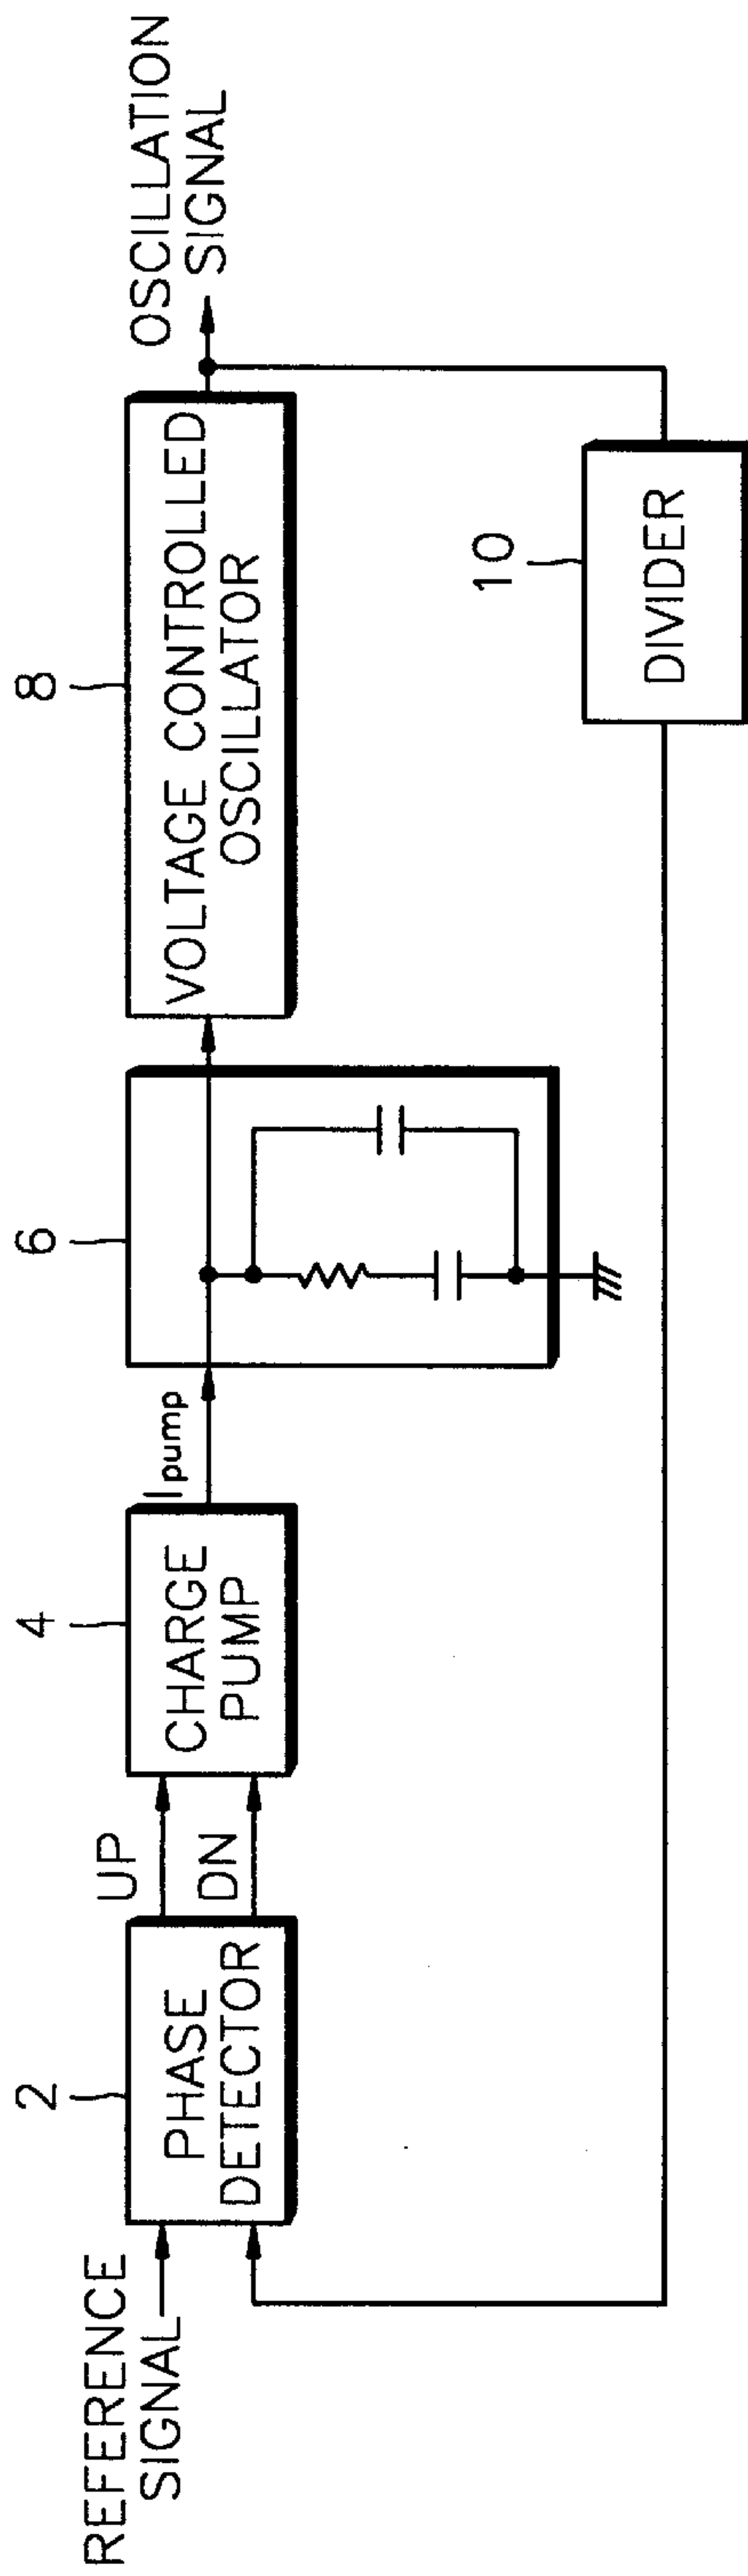 REFERENCE
SIGNAL
2
PHASE
DETECTOR
UP
DN
4
CHARGE
PUMP
Ipump
6
8
VOLTAGE CONTROLLED
OSCILLATOR
OSCILLATION
SIGNAL
10
DIVIDER